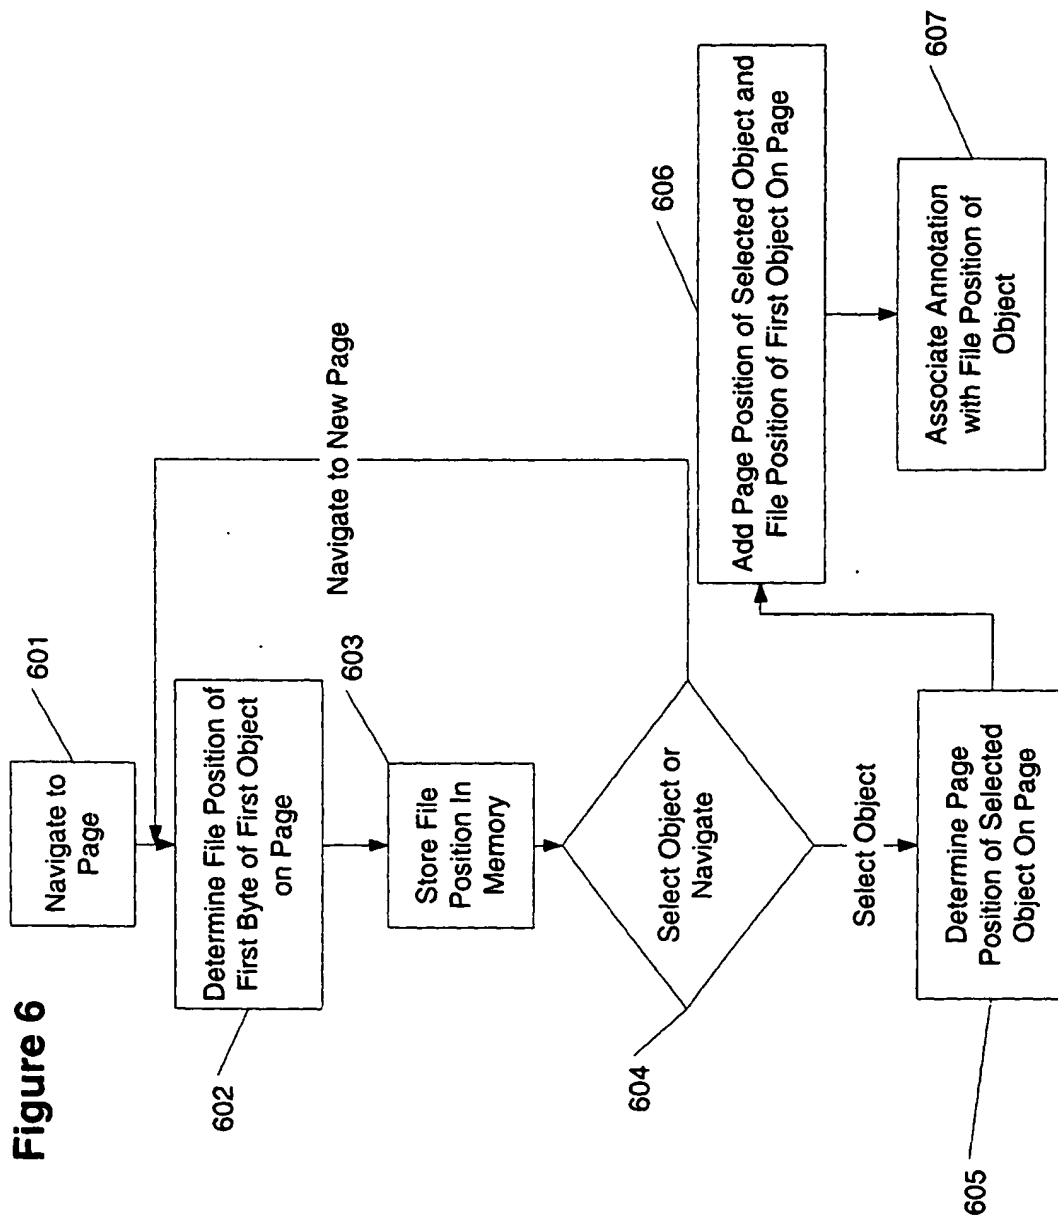 Figure 6
601
Navigate to
Page
602
Determine File Position of
First Byte of First Object
on Page
603
Store File
Position In
Memory
604
Select Object or
Navigate
Navigate to New Page
Select Object
605
Determine Page
Position of Selected
Object On Page
606
Add Page Position of Selected Object and
File Position of First Object On Page
607
Associate Annotation
with File Position of
Object